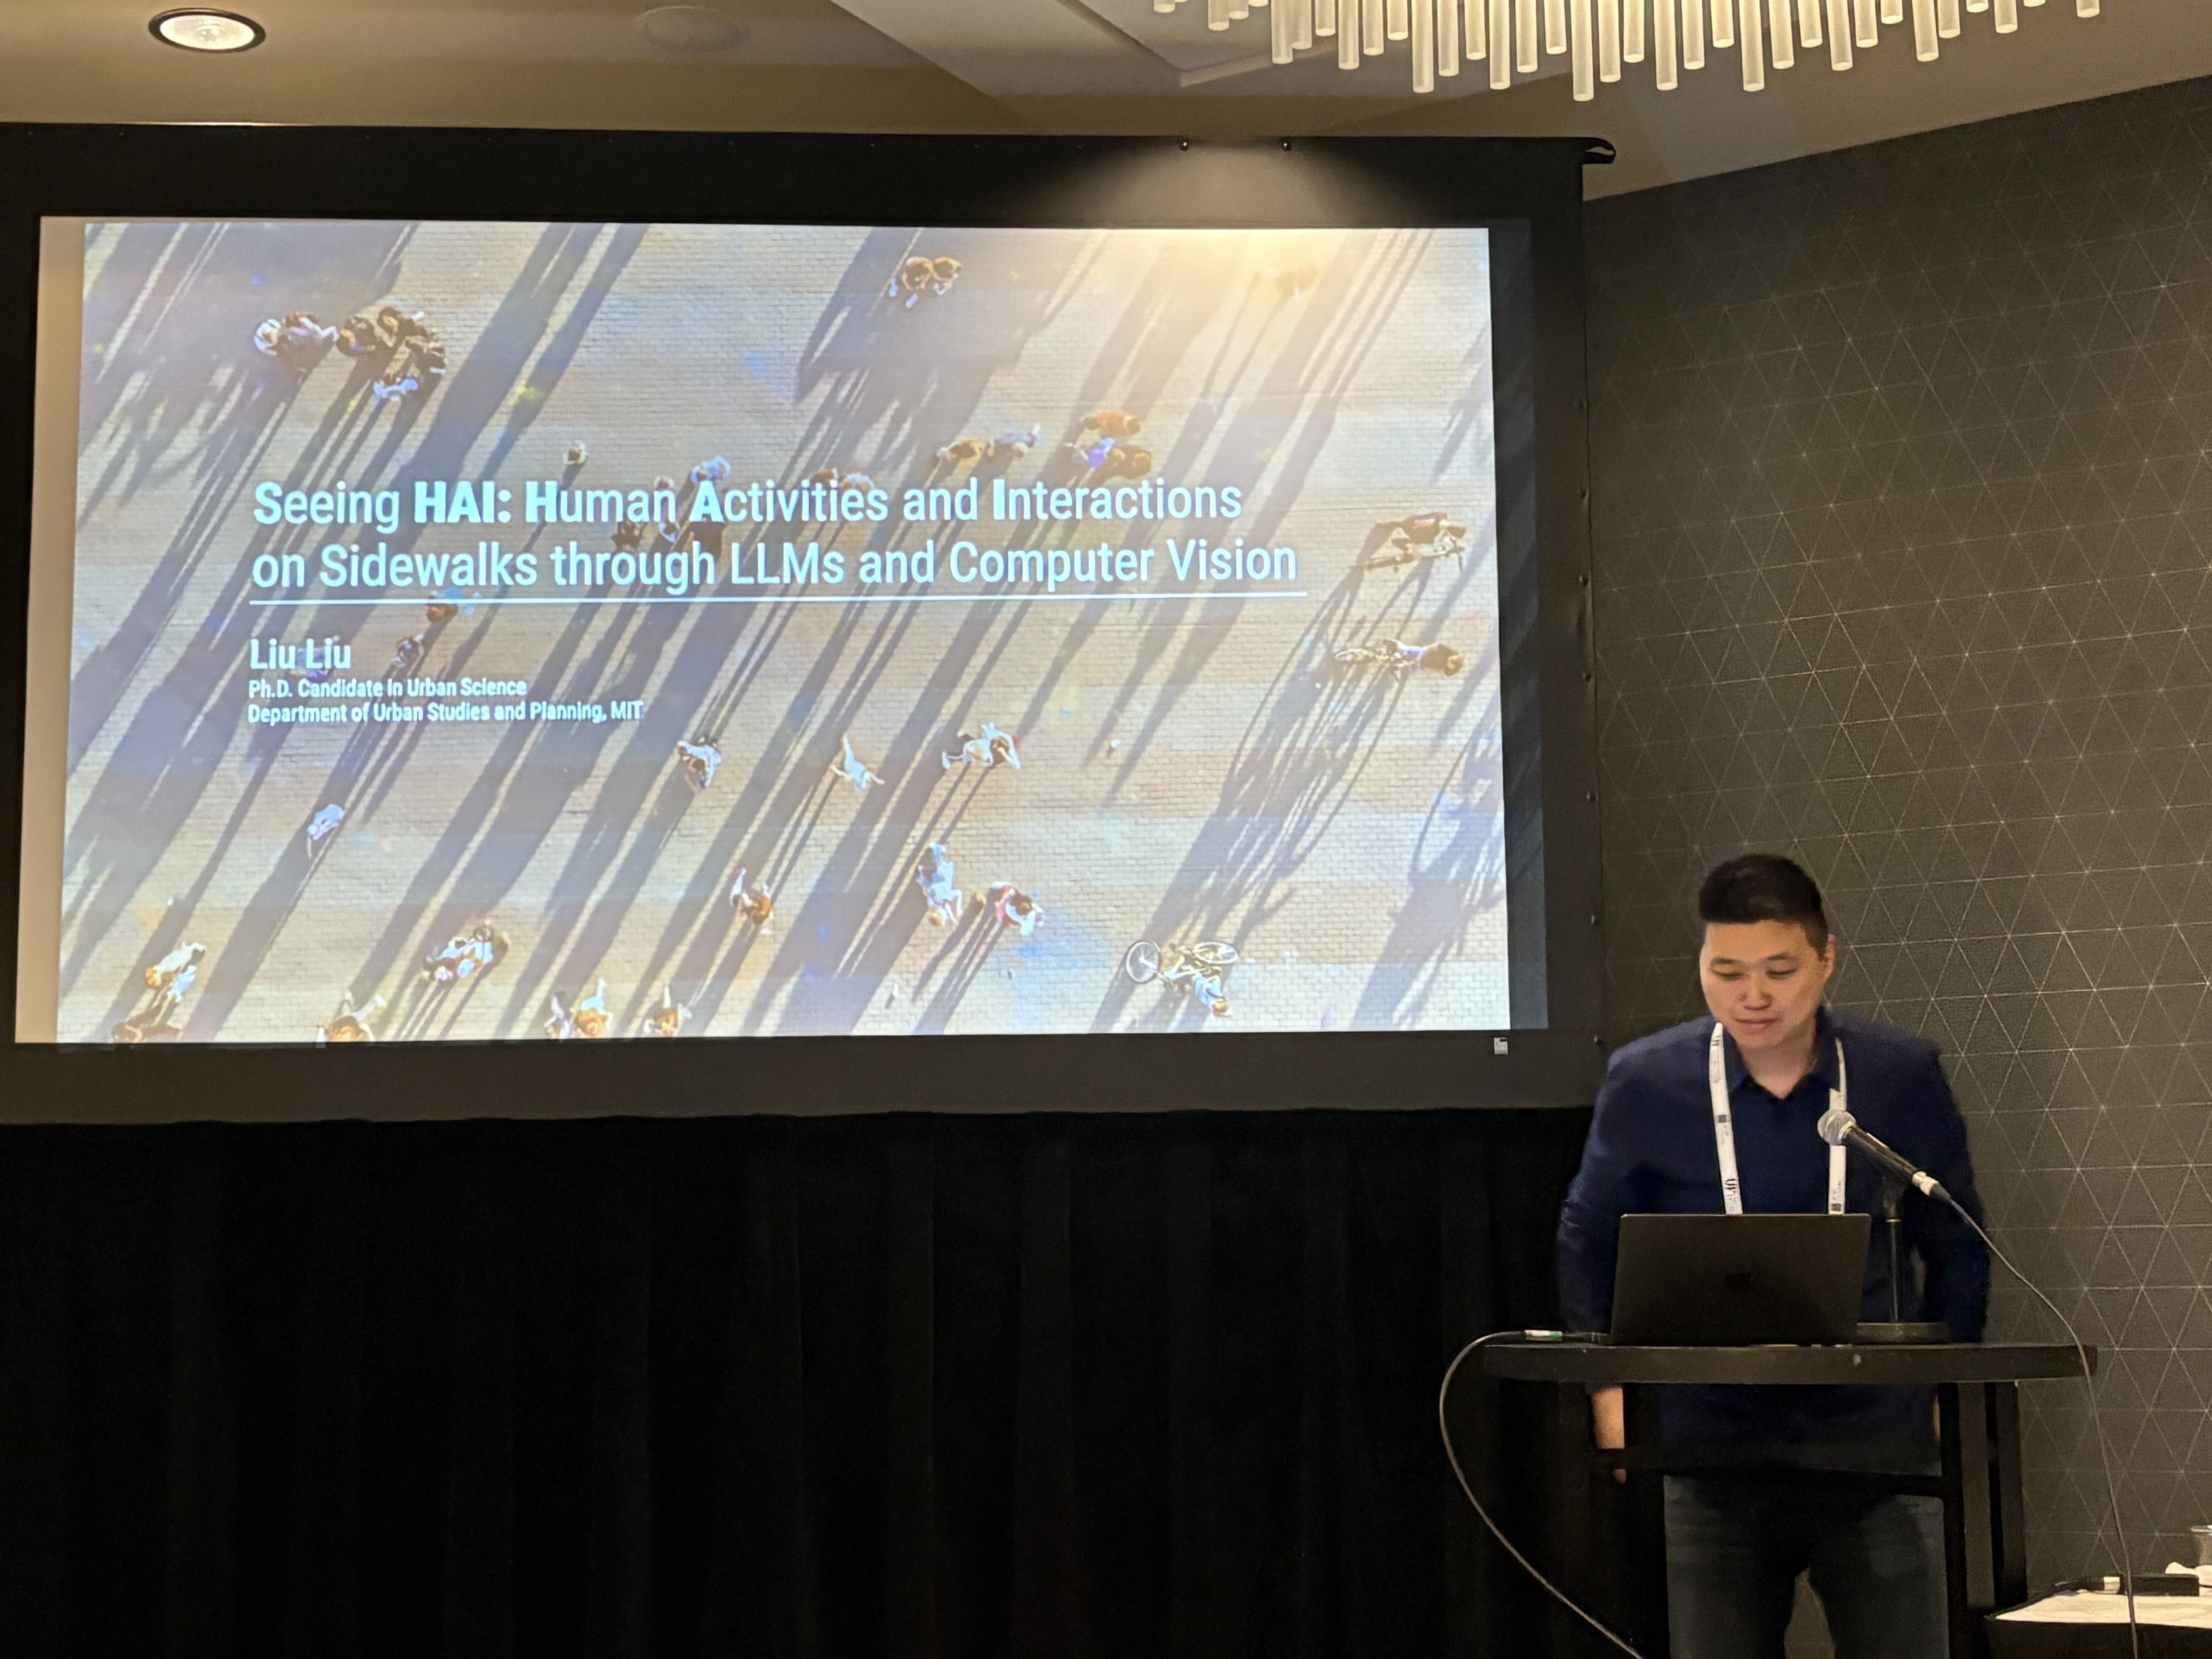 Seeing HAI: Human Activities and Interactions
on Sidewalks through LLMs and Computer Vision
Liu Liu
Ph.D. Candidate in Urban Science
Department of Urban Studies and Planning, MIT